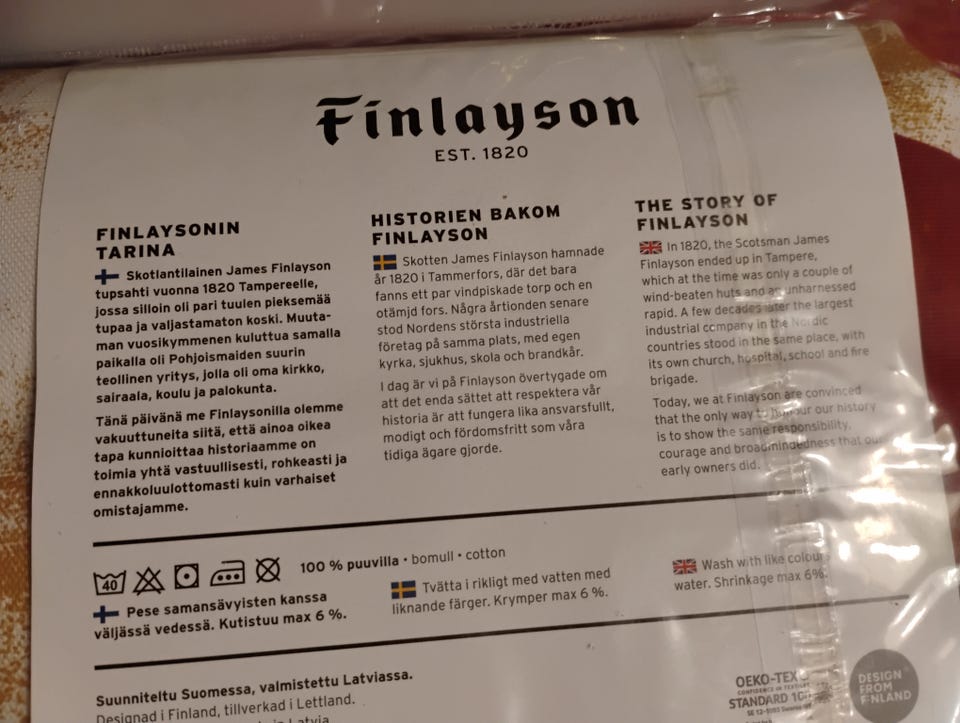 Finlayson
EST. 1820
FINLAYSONIN
TARINA
Skotlantilainen James Finlayson
tupsahti vuonna 1820 Tampereelle,
jossa silloin oli pari tuulen pieksemää
tupaa ja valjastamaton koski. Muuta-
man vuosikymmenen kuluttua samalla
paikalla oli Pohjoismaiden suurin
teollinen yritys, jolla oli oma kirkko,
sairaala, koulu ja palokunta.
Tänä päivänä me Finlaysonilla olemme
vakuuttuneita siitä, että ainoa oikea
tapa kunnioittaa historiaamme on
toimia yhtä vastuullisesti, rohkeasti ja
ennakkoluulottomasti kuin varhaiset
omistajamme.
HISTORIEN BAKOM
FINLAYSON
Skotten James Finlayson hamnade
år 1820 i Tammerfors, där det bara
fanns ett par vindpiskade torp och en
otämjd fors. Några årtionden senare
stod Nordens största industriella
företag på samma plats, med egen
kyrka, sjukhus, skola och brandkår.
I dag är vi på Finlayson övertygade om
att det enda sättet att respektera vår
historia är att fungera lika ansvarsfullt,
modigt och fördomsfritt som våra
tidiga ägare gjorde.
THE STORY OF
FINLAYSON
In 1820, the Scotsman James
Finlayson ended up in Tampere,
which at the time was only a couple of
wind-beaten huts and an unharnessed
rapid. A few decades later the largest
industrial company in the Nordic
countries stood in the same place, with
its own church, hospital, school and fire
brigade.
Today, we at Finlayson are convinced
that the only way to honour our history
is to show the same responsibility,
courage and broadmindedness that our
early owners did.
40
100 % puuvilla • bomull • cotton
Pese samansävyisten kanssa
väljässä vedessä. Kutistuu max 6 %.
Tvätta i rikligt med vatten med
liknande färger. Krymper max 6 %.
Wash with like colours
water. Shrinkage max 6%.
Suunniteltu Suomessa, valmistettu Latviassa.
Designad i Finland, tillverkad i Lettland.
Latvia
OEKO-TEX
CONFIDENCE IN TEXTILES
STANDARD 100
DESIGN
FROM
FINLAND